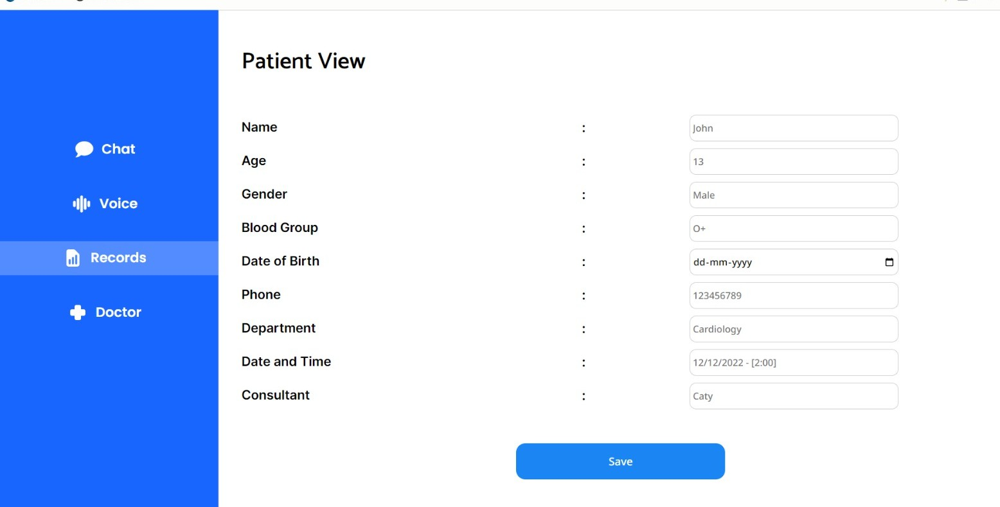 Chat
Voice
Records
Doctor
Patient View
Name : John
Age : 13
Gender : Male
Blood Group : O+
Date of Birth : dd-mm-yyyy
Phone : 123456789
Department : Cardiology
Date and Time : 12/12/2022 - [2:00]
Consultant : Caty
Save